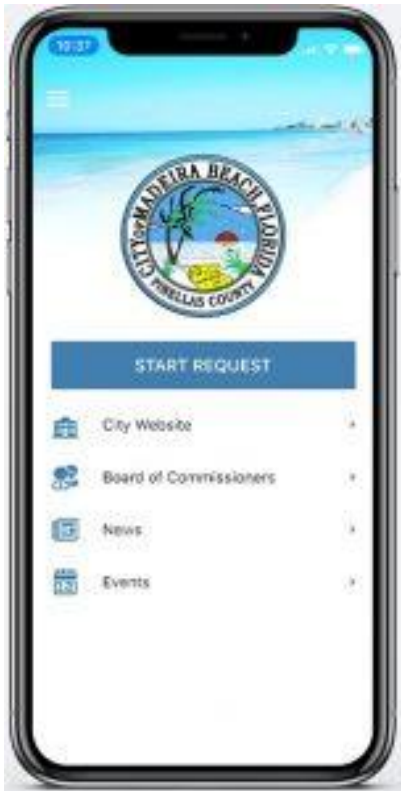 10:37
CITY OF MADEIRA BEACH, FLORIDA
PINELLAS COUNTY
START REQUEST
City Website
Board of Commissioners
News
Events